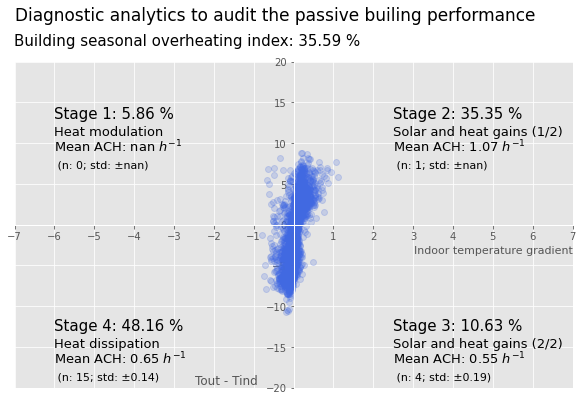 Diagnostic analytics to audit the passive builing performance
Building seasonal overheating index: 35.59 %
20
Stage 1: 5.86 %
Stage 2: 35.35 %
15
Heat modulation
Solar and heat gains (1/2)
Mean ACH: nan h⁻¹
Mean ACH: 1.07 h⁻¹
10
(n: 0; std: ±nan)
(n: 1; std: ±nan)
5
−7 −6 −5 −4 −3 −2 −1 0 1 2 3 4 5 6 7
Indoor temperature gradient
−10
Stage 4: 48.16 %
Stage 3: 10.63 %
Heat dissipation
Solar and heat gains (2/2)
−15
Mean ACH: 0.65 h⁻¹
Mean ACH: 0.55 h⁻¹
(n: 15; std: ±0.14)
(n: 4; std: ±0.19)
Tout - Tind
−20